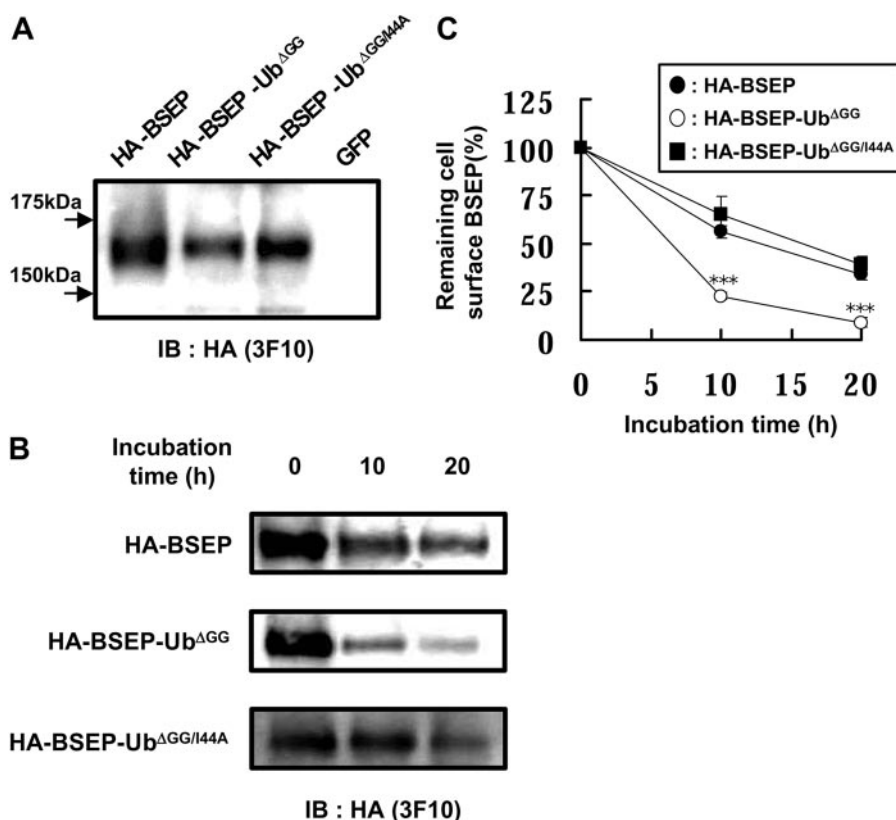 A
HA-BSEP
HA-BSEP -Ub^ΔGG
HA-BSEP-Ub^ΔGG/I44A
GFP
175kDa
150kDa
IB : HA (3F10)
B
Incubation time (h)
0 10 20
HA-BSEP
HA-BSEP-Ub^ΔGG
HA-BSEP-Ub^ΔGG/I44A
IB : HA (3F10)
C
: HA-BSEP
: HA-BSEP-Ub^ΔGG
: HA-BSEP-Ub^ΔGG/I44A
Remaining cell
surface BSEP(%)
125
100
75
50
25
0
***
***
0 5 10 15 20
Incubation time (h)